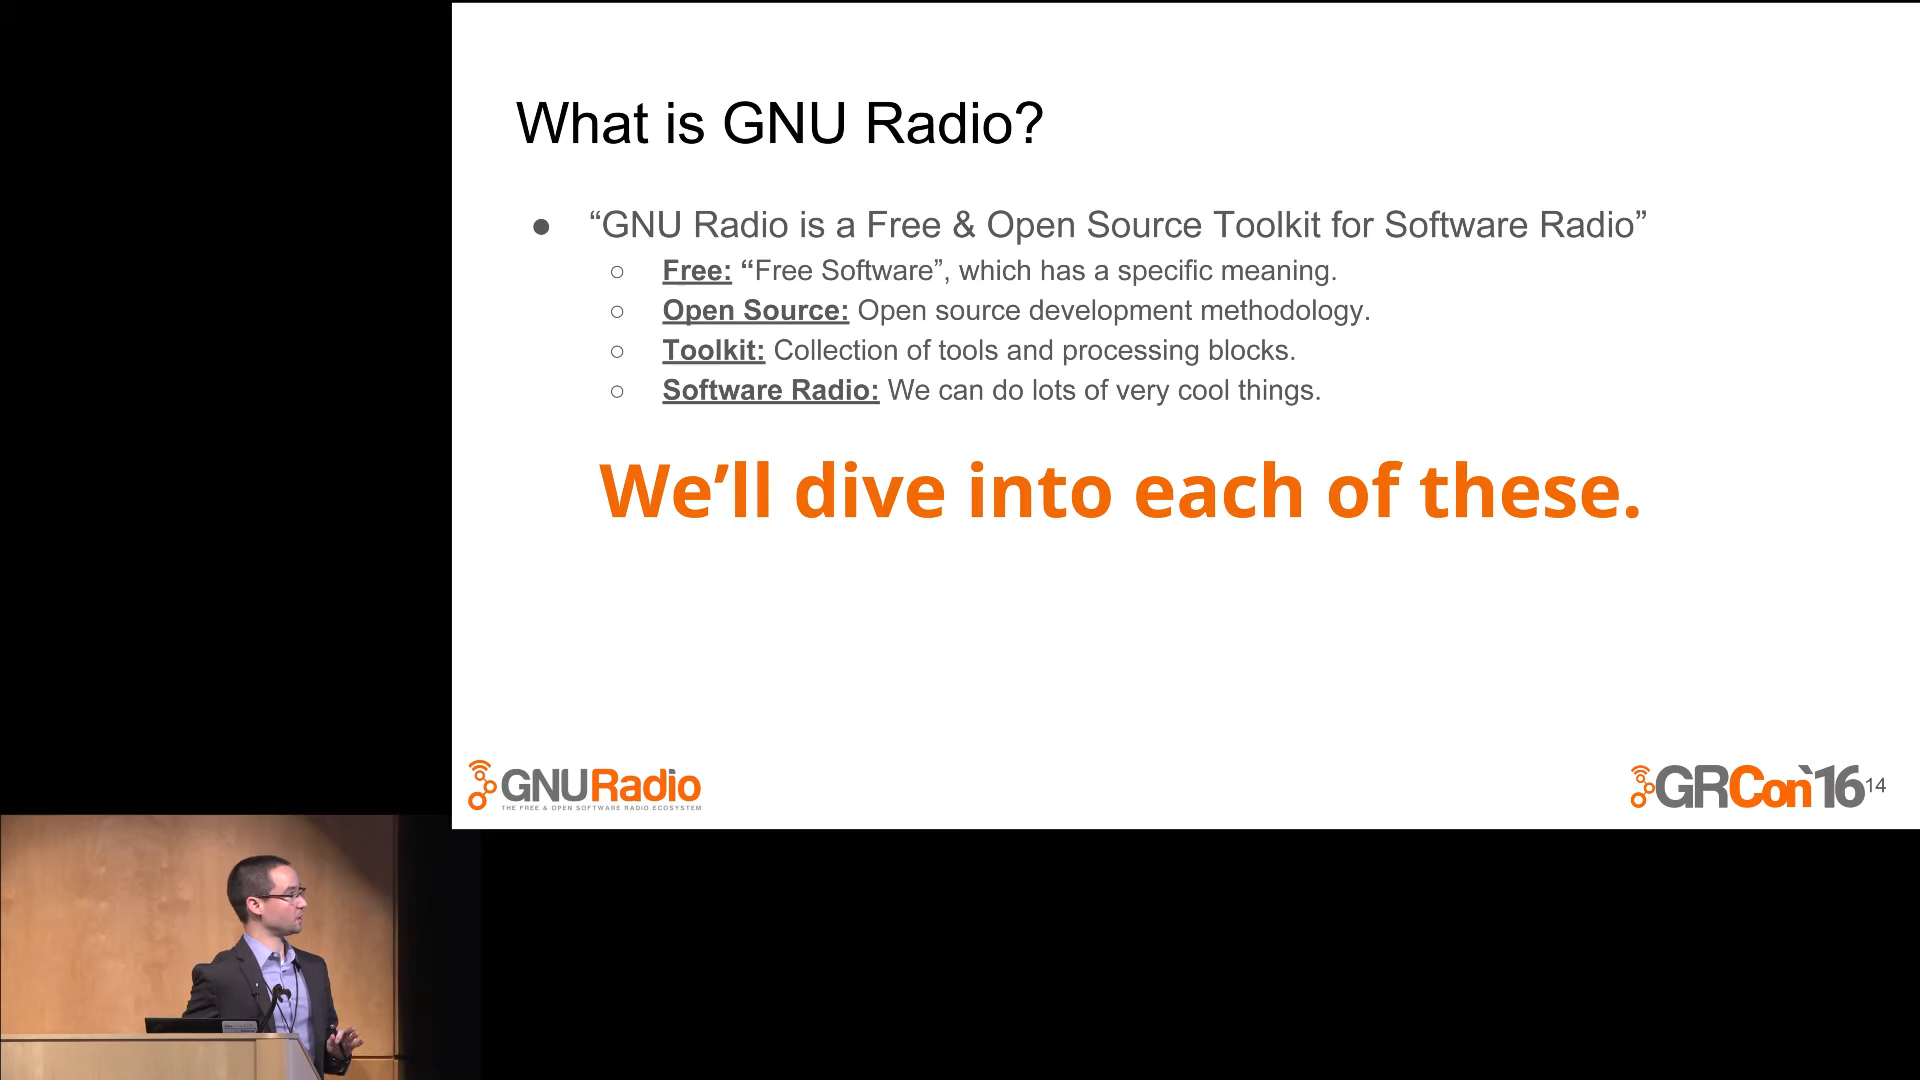 What is GNU Radio?
● “GNU Radio is a Free & Open Source Toolkit for Software Radio”
○ Free: “Free Software”, which has a specific meaning.
○ Open Source: Open source development methodology.
○ Toolkit: Collection of tools and processing blocks.
○ Software Radio: We can do lots of very cool things.
We’ll dive into each of these.
GNURadio
THE FREE & OPEN SOFTWARE RADIO ECOSYSTEM
GRCon`16
14